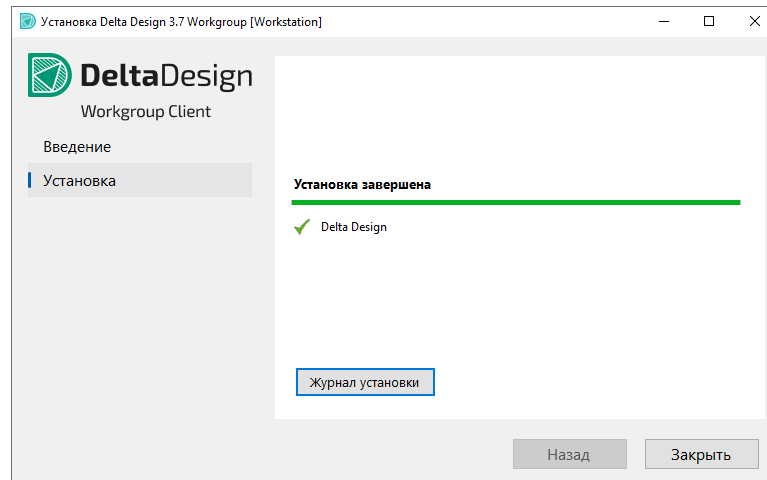 Установка Delta Design 3.7 Workgroup [Workstation]
DeltaDesign
Workgroup Client
Введение
Установка
Установка завершена
Delta Design
Журнал установки
Назад
Закрыть